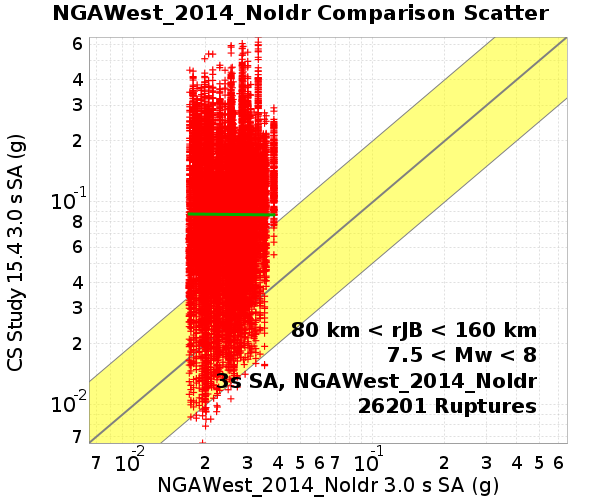 NGAWest_2014_NoIdr Comparison Scatter
CS Study 15.4 3.0 s SA (g)
6
4
3
2
10-1
8
6
4
3
2
10-2
7
80 km < rJB < 160 km
7.5 < Mw < 8
3s SA, NGAWest_2014_NoIdr
26201 Ruptures
7 10-2 2 3 4 5 6 7 10-1 2 3 4 5 6
NGAWest_2014_NoIdr 3.0 s SA (g)